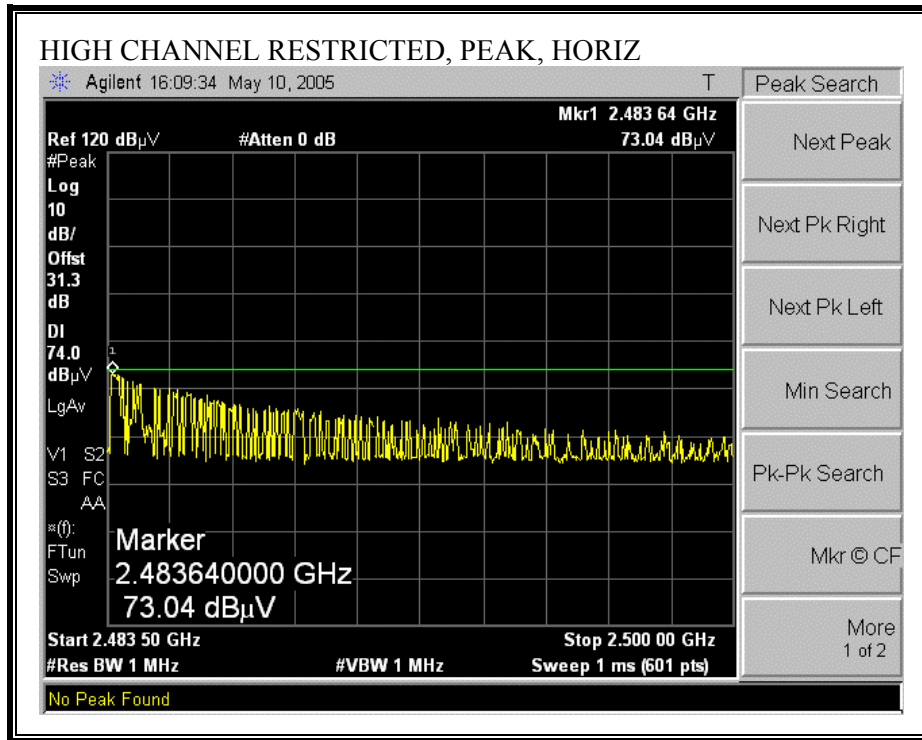 HIGH CHANNEL RESTRICTED, PEAK, HORIZ
Agilent 16:09:34 May 10, 2005 T
Peak Search
Mkr1 2.483 64 GHz
Ref 120 dBµV #Atten 0 dB 73.04 dBµV
#Peak
Log
10
dB/
Offst
31.3
dB
DI
74.0
dBµV
LgAv
V1 S2
S3 FC
AA
¤(f):
FTun
Swp
1
Marker
2.483640000 GHz
73.04 dBµV
Start 2.483 50 GHz Stop 2.500 00 GHz
#Res BW 1 MHz #VBW 1 MHz Sweep 1 ms (601 pts)
No Peak Found
Next Peak
Next Pk Right
Next Pk Left
Min Search
Pk-Pk Search
Mkr © CF
More
1 of 2